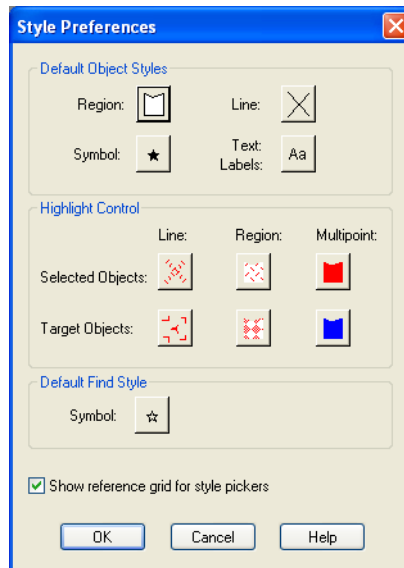 Style Preferences
Default Object Styles
Region: Line:
Symbol: Text: Labels: Aa
Highlight Control
Line: Region: Multipoint:
Selected Objects:
Target Objects:
Default Find Style
Symbol:
Show reference grid for style pickers
OK Cancel Help